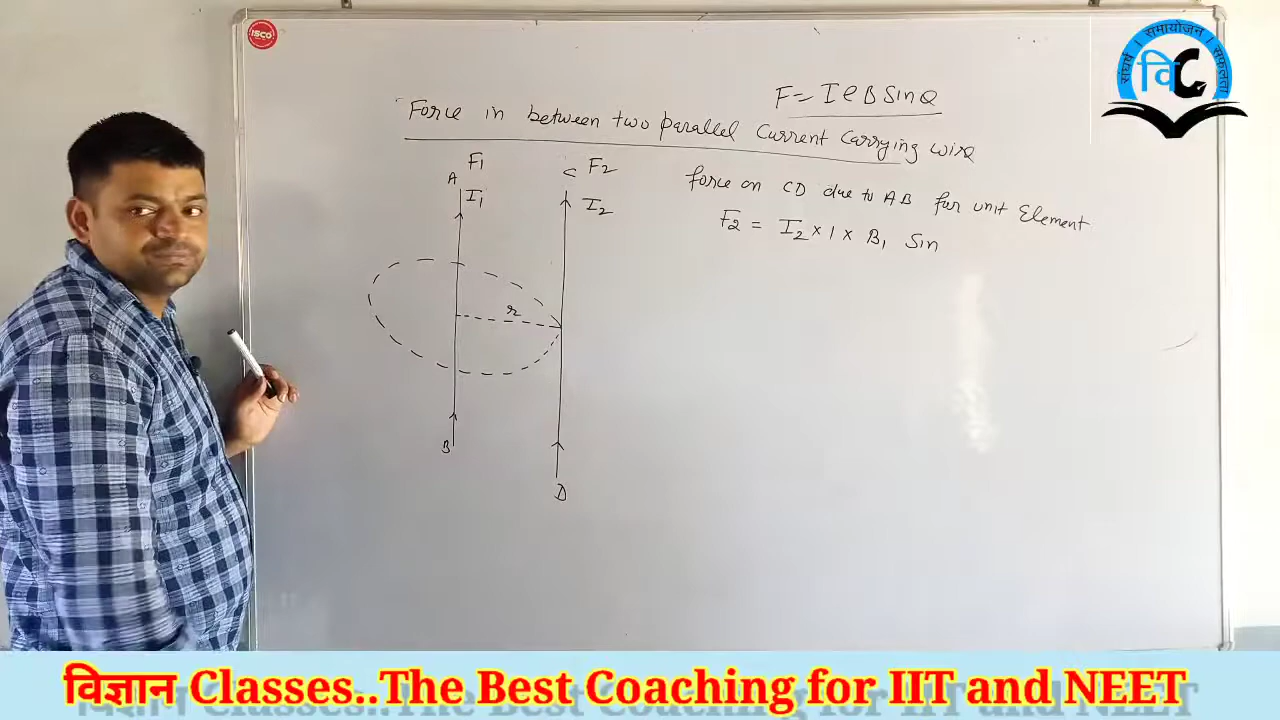 ISCO
संघर्ष । समायोजन । सफलता
वि C
F = I l B Sin θ
Force in between two parallel Current Carrying wire
F1
F2
A
C
I1
I2
force on CD due to AB for unit Element
F2 = I2 × 1 × B1 Sin
r
B
D
विज्ञान Classes..The Best Coaching for IIT and NEET